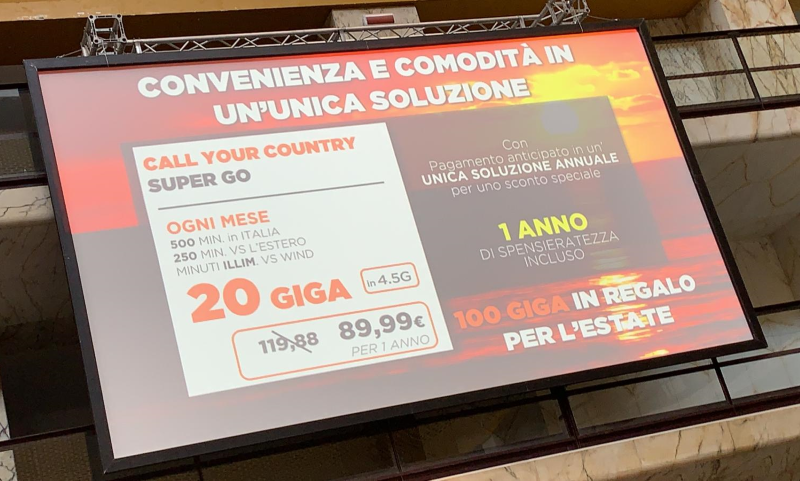 CONVENIENZA E COMODITÀ IN
UN'UNICA SOLUZIONE
CALL YOUR COUNTRY
SUPER GO
OGNI MESE
500 MIN. in ITALIA
250 MIN. VS L'ESTERO
MINUTI ILLIM. VS WIND
20 GIGA in 4.5G
119,88 89,99€
PER 1 ANNO
Con
Pagamento anticipato in un'
UNICA SOLUZIONE ANNUALE
per uno sconto speciale
1 ANNO
DI SPENSIERATEZZA
INCLUSO
100 GIGA IN REGALO
PER L'ESTATE